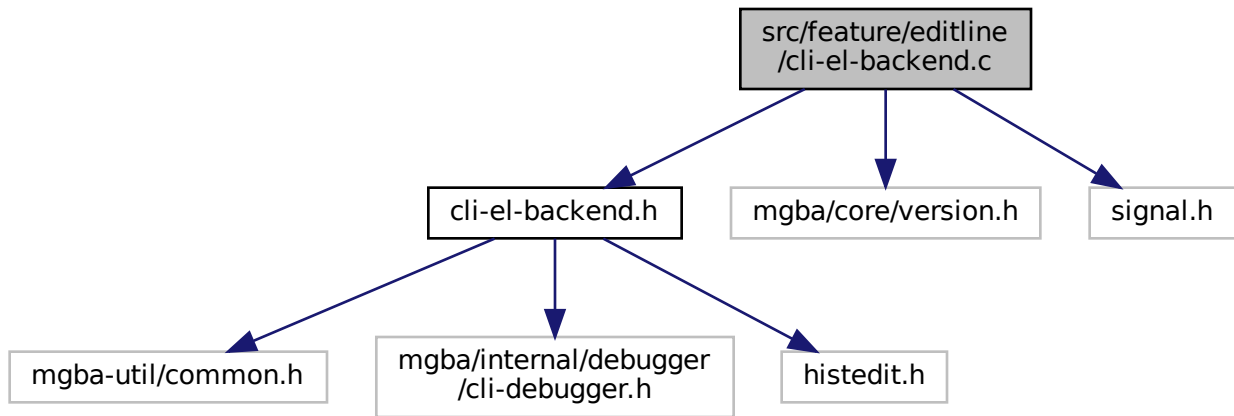 src/feature/editline
/cli-el-backend.c
cli-el-backend.h
mgba/core/version.h
signal.h
mgba-util/common.h
mgba/internal/debugger
/cli-debugger.h
histedit.h